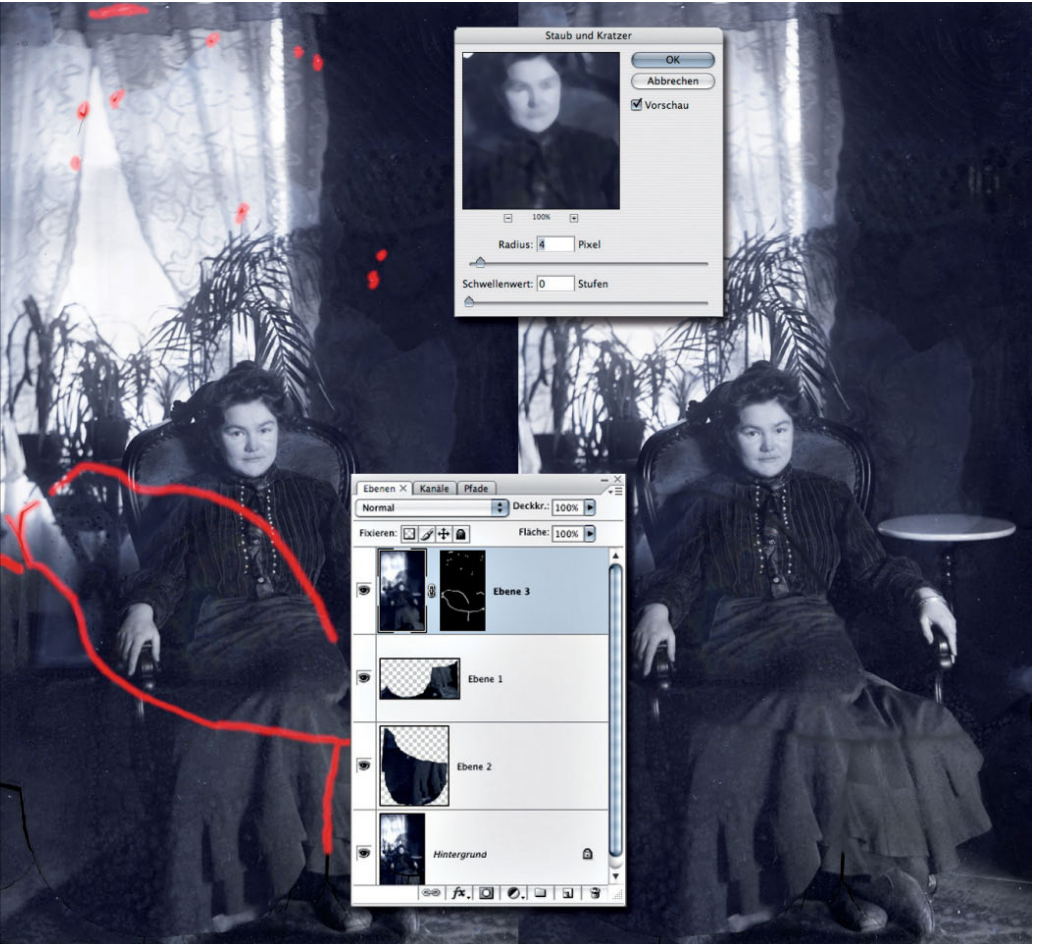 Staub und Kratzer
OK
Abbrechen
Vorschau
100%
Radius: 4 Pixel
Schwellenwert: 0 Stufen
Ebenen Kanäle Pfade
Normal Deckkr.: 100%
Fixieren: Fläche: 100%
Ebene 3
Ebene 1
Ebene 2
Hintergrund
fx.